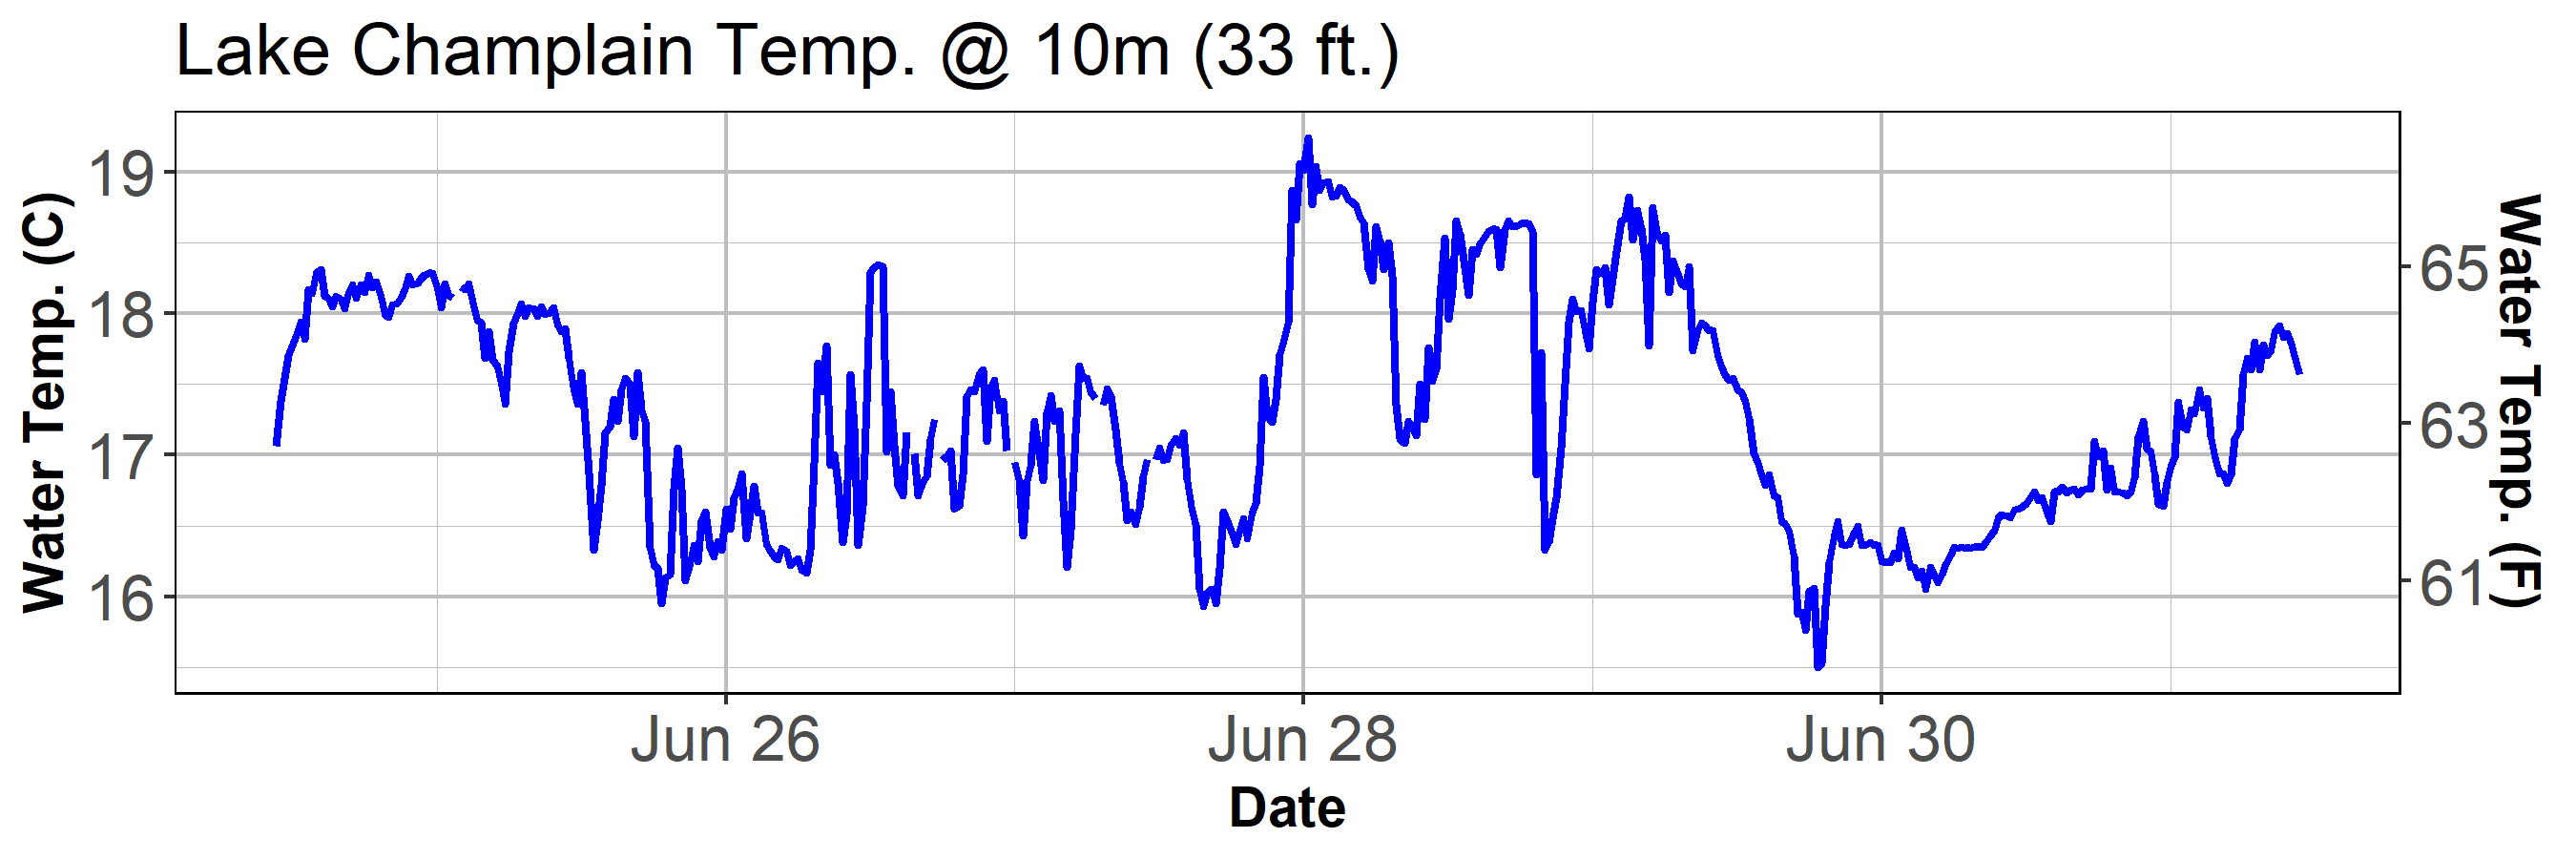 Lake Champlain Temp. @ 10m (33 ft.)
Water Temp. (C)
19
18
17
16
65
63
61
Water Temp. (F)
Jun 26
Jun 28
Jun 30
Date